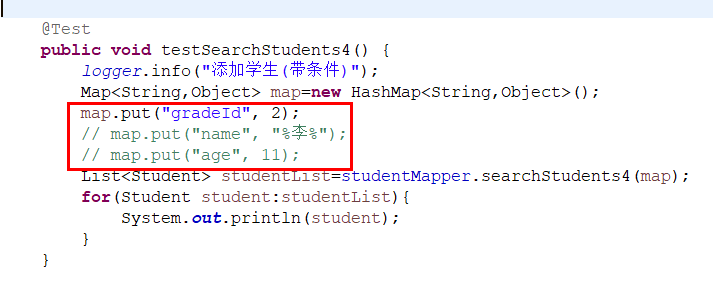 @Test
public void testSearchStudents4() {
logger.info("添加学生(带条件)");
Map<String,Object> map=new HashMap<String,Object>();
map.put("gradeId", 2);
// map.put("name", "%李%");
// map.put("age", 11);
List<Student> studentList=studentMapper.searchStudents4(map);
for(Student student:studentList){
System.out.println(student);
}
}